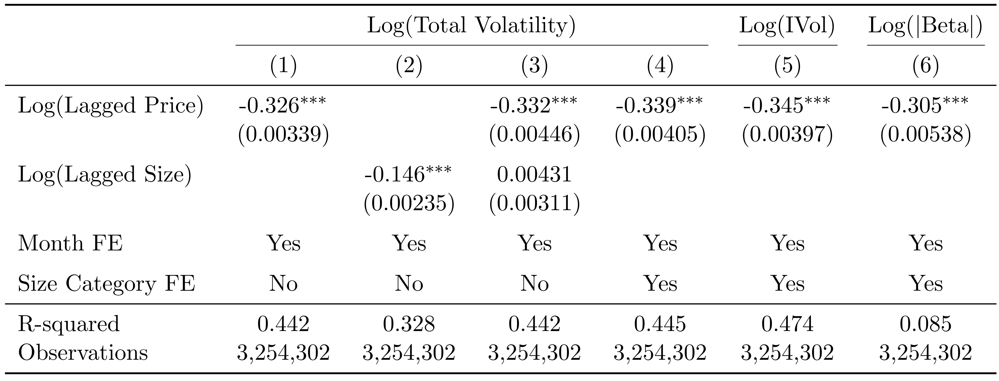 Log(Total Volatility) Log(IVol) Log(|Beta|)
(1) (2) (3) (4) (5) (6)
Log(Lagged Price) -0.326*** -0.332*** -0.339*** -0.345*** -0.305***
(0.00339) (0.00446) (0.00405) (0.00397) (0.00538)
Log(Lagged Size) -0.146*** 0.00431
(0.00235) (0.00311)
Month FE Yes Yes Yes Yes Yes Yes
Size Category FE No No No Yes Yes Yes
R-squared 0.442 0.328 0.442 0.445 0.474 0.085
Observations 3,254,302 3,254,302 3,254,302 3,254,302 3,254,302 3,254,302